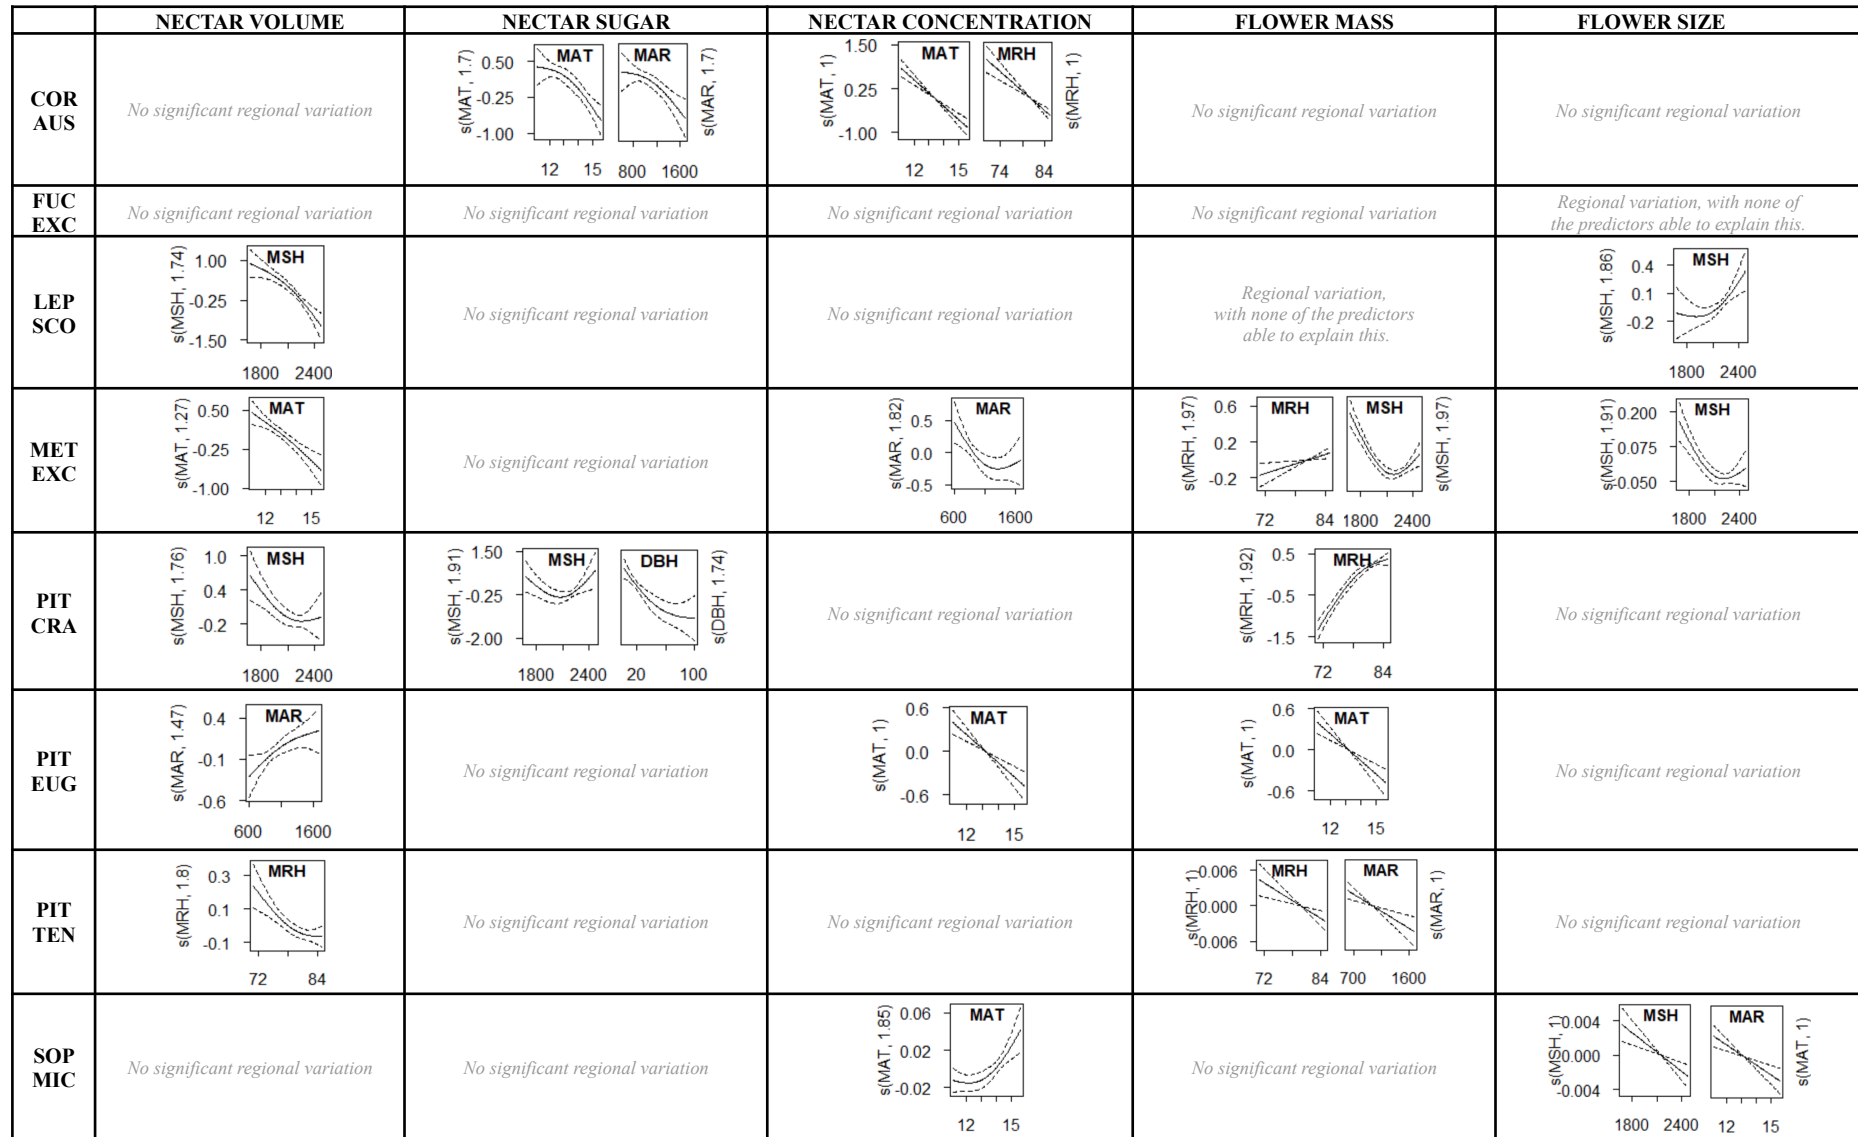 NECTAR VOLUME NECTAR SUGAR NECTAR CONCENTRATION FLOWER MASS FLOWER SIZE
COR
AUS
No significant regional variation
s(MAT, 1.7)
0.50
-0.25
-1.00
MAT
12 15
MAR
800 1600
s(MAR, 1.7)
s(MAT, 1)
1.50
0.25
-1.00
MAT
12 15
MRH
74 84
s(MRH, 1)
No significant regional variation
No significant regional variation
FUC
EXC
No significant regional variation
No significant regional variation
No significant regional variation
No significant regional variation
Regional variation, with none of
the predictors able to explain this.
LEP
SCO
s(MSH, 1.74)
1.00
-0.25
-1.50
MSH
1800 2400
No significant regional variation
No significant regional variation
Regional variation,
with none of the predictors
able to explain this.
s(MSH, 1.86)
0.4
0.1
-0.2
MSH
1800 2400
MET
EXC
s(MAT, 1.27)
0.50
-0.25
-1.00
MAT
12 15
No significant regional variation
s(MAR, 1.82)
0.5
0.0
-0.5
MAR
600 1600
s(MRH, 1.97)
0.6
0.2
-0.2
MRH
72 84
MSH
1800 2400
s(MSH, 1.97)
s(MSH, 1.91)
0.200
0.075
-0.050
MSH
1800 2400
PIT
CRA
s(MSH, 1.76)
1.0
0.4
-0.2
MSH
1800 2400
s(MSH, 1.91)
1.50
-0.25
-2.00
MSH
1800 2400
DBH
20 100
s(DBH, 1.74)
No significant regional variation
s(MRH, 1.92)
0.5
-0.5
-1.5
MRH
72 84
No significant regional variation
PIT
EUG
s(MAR, 1.47)
0.4
-0.1
-0.6
MAR
600 1600
No significant regional variation
s(MAT, 1)
0.6
0.0
-0.6
MAT
12 15
s(MAT, 1)
0.6
0.0
-0.6
MAT
12 15
No significant regional variation
PIT
TEN
s(MRH, 1.8)
0.3
0.1
-0.1
MRH
72 84
No significant regional variation
No significant regional variation
s(MRH, 1)
0.006
0.000
-0.006
MRH
72 84
MAR
700 1600
s(MAR, 1)
No significant regional variation
SOP
MIC
No significant regional variation
No significant regional variation
s(MAT, 1.85)
0.06
0.02
-0.02
MAT
12 15
No significant regional variation
s(MSH, 1)
0.004
0.000
-0.004
MSH
1800 2400
MAR
12 15
s(MAT, 1)